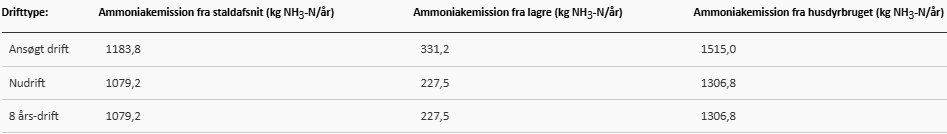 Drifttype: Ammoniakemission fra staldafsnit (kg NH3-N/år) Ammoniakemission fra lagre (kg NH3-N/år) Ammoniakemission fra husdyrbruget (kg NH3-N/år)
Ansøgt drift 1183,8 331,2 1515,0
Nudrift 1079,2 227,5 1306,8
8 års-drift 1079,2 227,5 1306,8